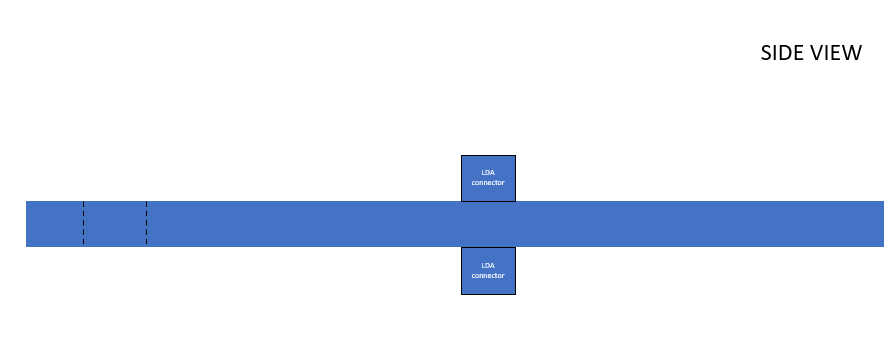 SIDE VIEW
LDA
connector
LDA
connector